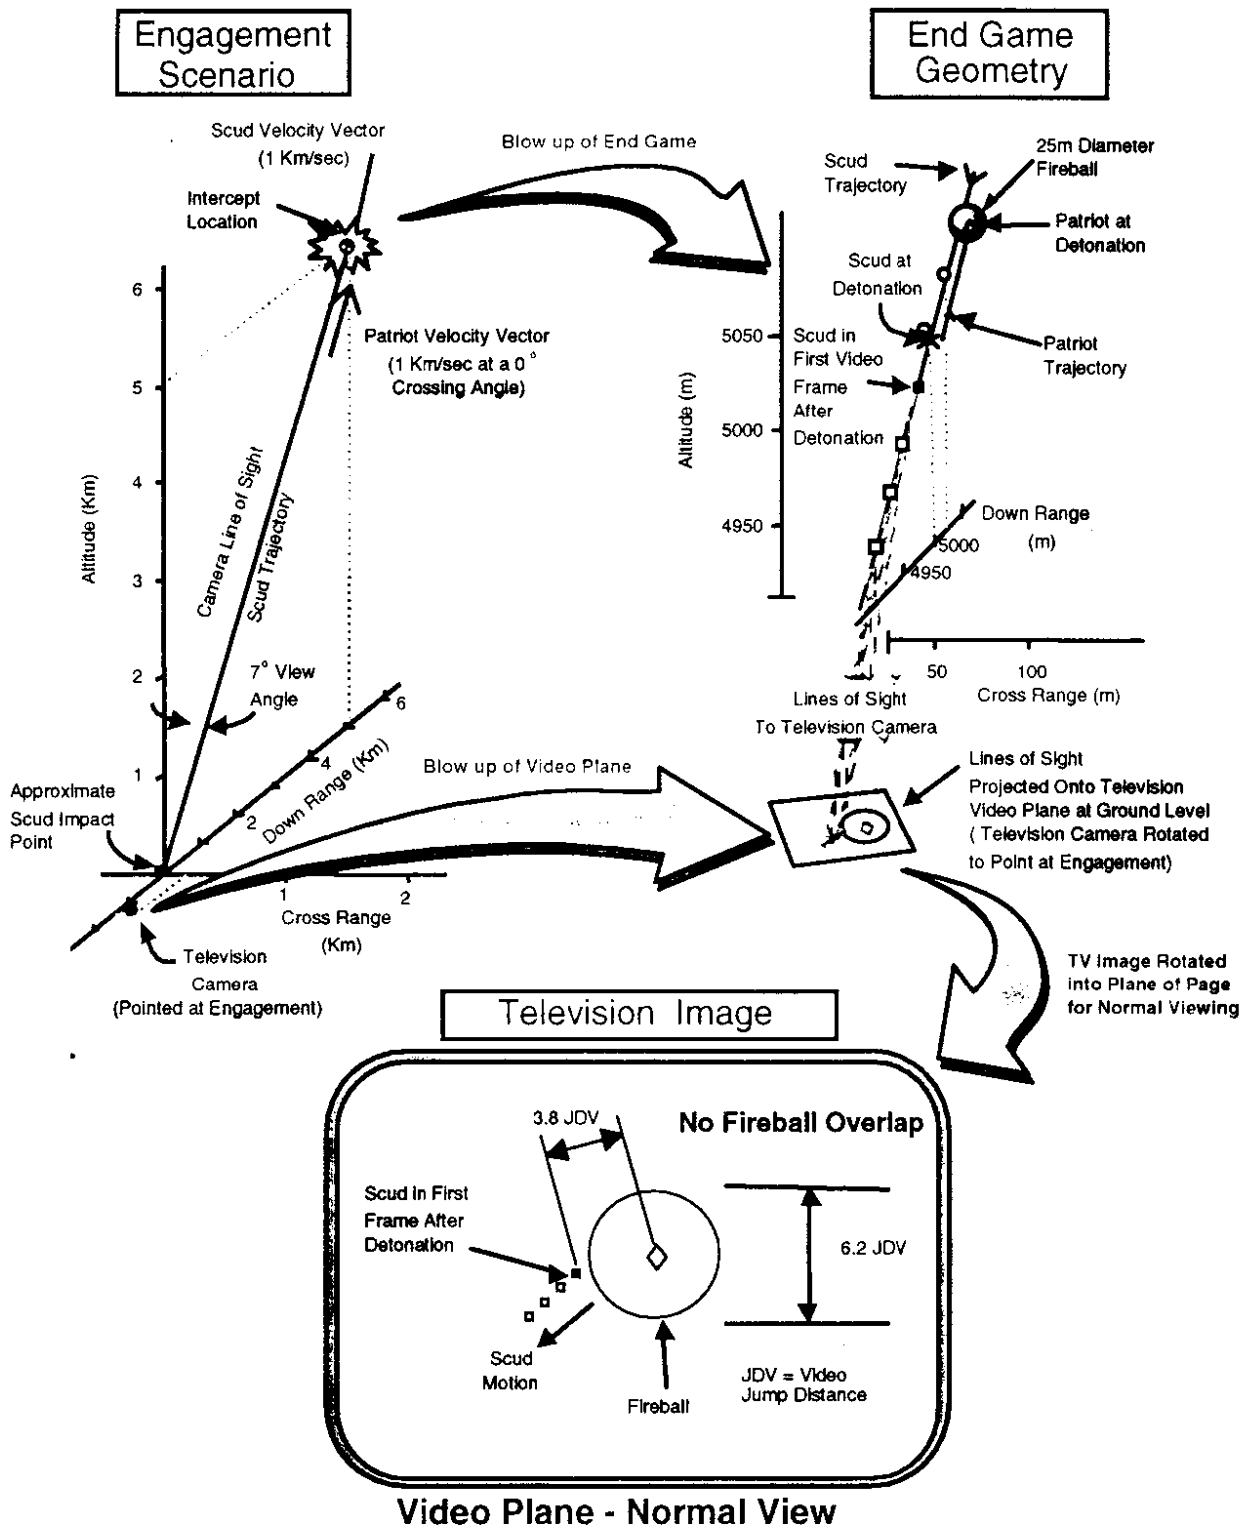 Engagement
Scenario
End Game
Geometry
Scud Velocity Vector
(1 Km/sec)
Intercept
Location
Blow up of End Game
Patriot Velocity Vector
(1 Km/sec at a 0°
Crossing Angle)
6
5
4
3
2
1
Altitude (Km)
Camera Line of Sight
Scud Trajectory
7° View
Angle
6
4
2
Down Range (Km)
Approximate
Scud Impact
Point
1
2
Cross Range
(Km)
Television
Camera
(Pointed at Engagement)
Blow up of Video Plane
Scud
Trajectory
25m Diameter
Fireball
Patriot at
Detonation
Scud at
Detonation
Scud in
First Video
Frame
After
Detonation
Patriot
Trajectory
5050
5000
4950
Altitude (m)
Down Range
(m)
5000
4950
50
100
Cross Range (m)
Lines of Sight
To Television Camera
Lines of Sight
Projected Onto Television
Video Plane at Ground Level
( Television Camera Rotated
to Point at Engagement)
TV Image Rotated
into Plane of Page
for Normal Viewing
Television Image
3.8 JDV
No Fireball Overlap
Scud in First
Frame After
Detonation
6.2 JDV
Scud
Motion
Fireball
JDV = Video
Jump Distance
Video Plane - Normal View